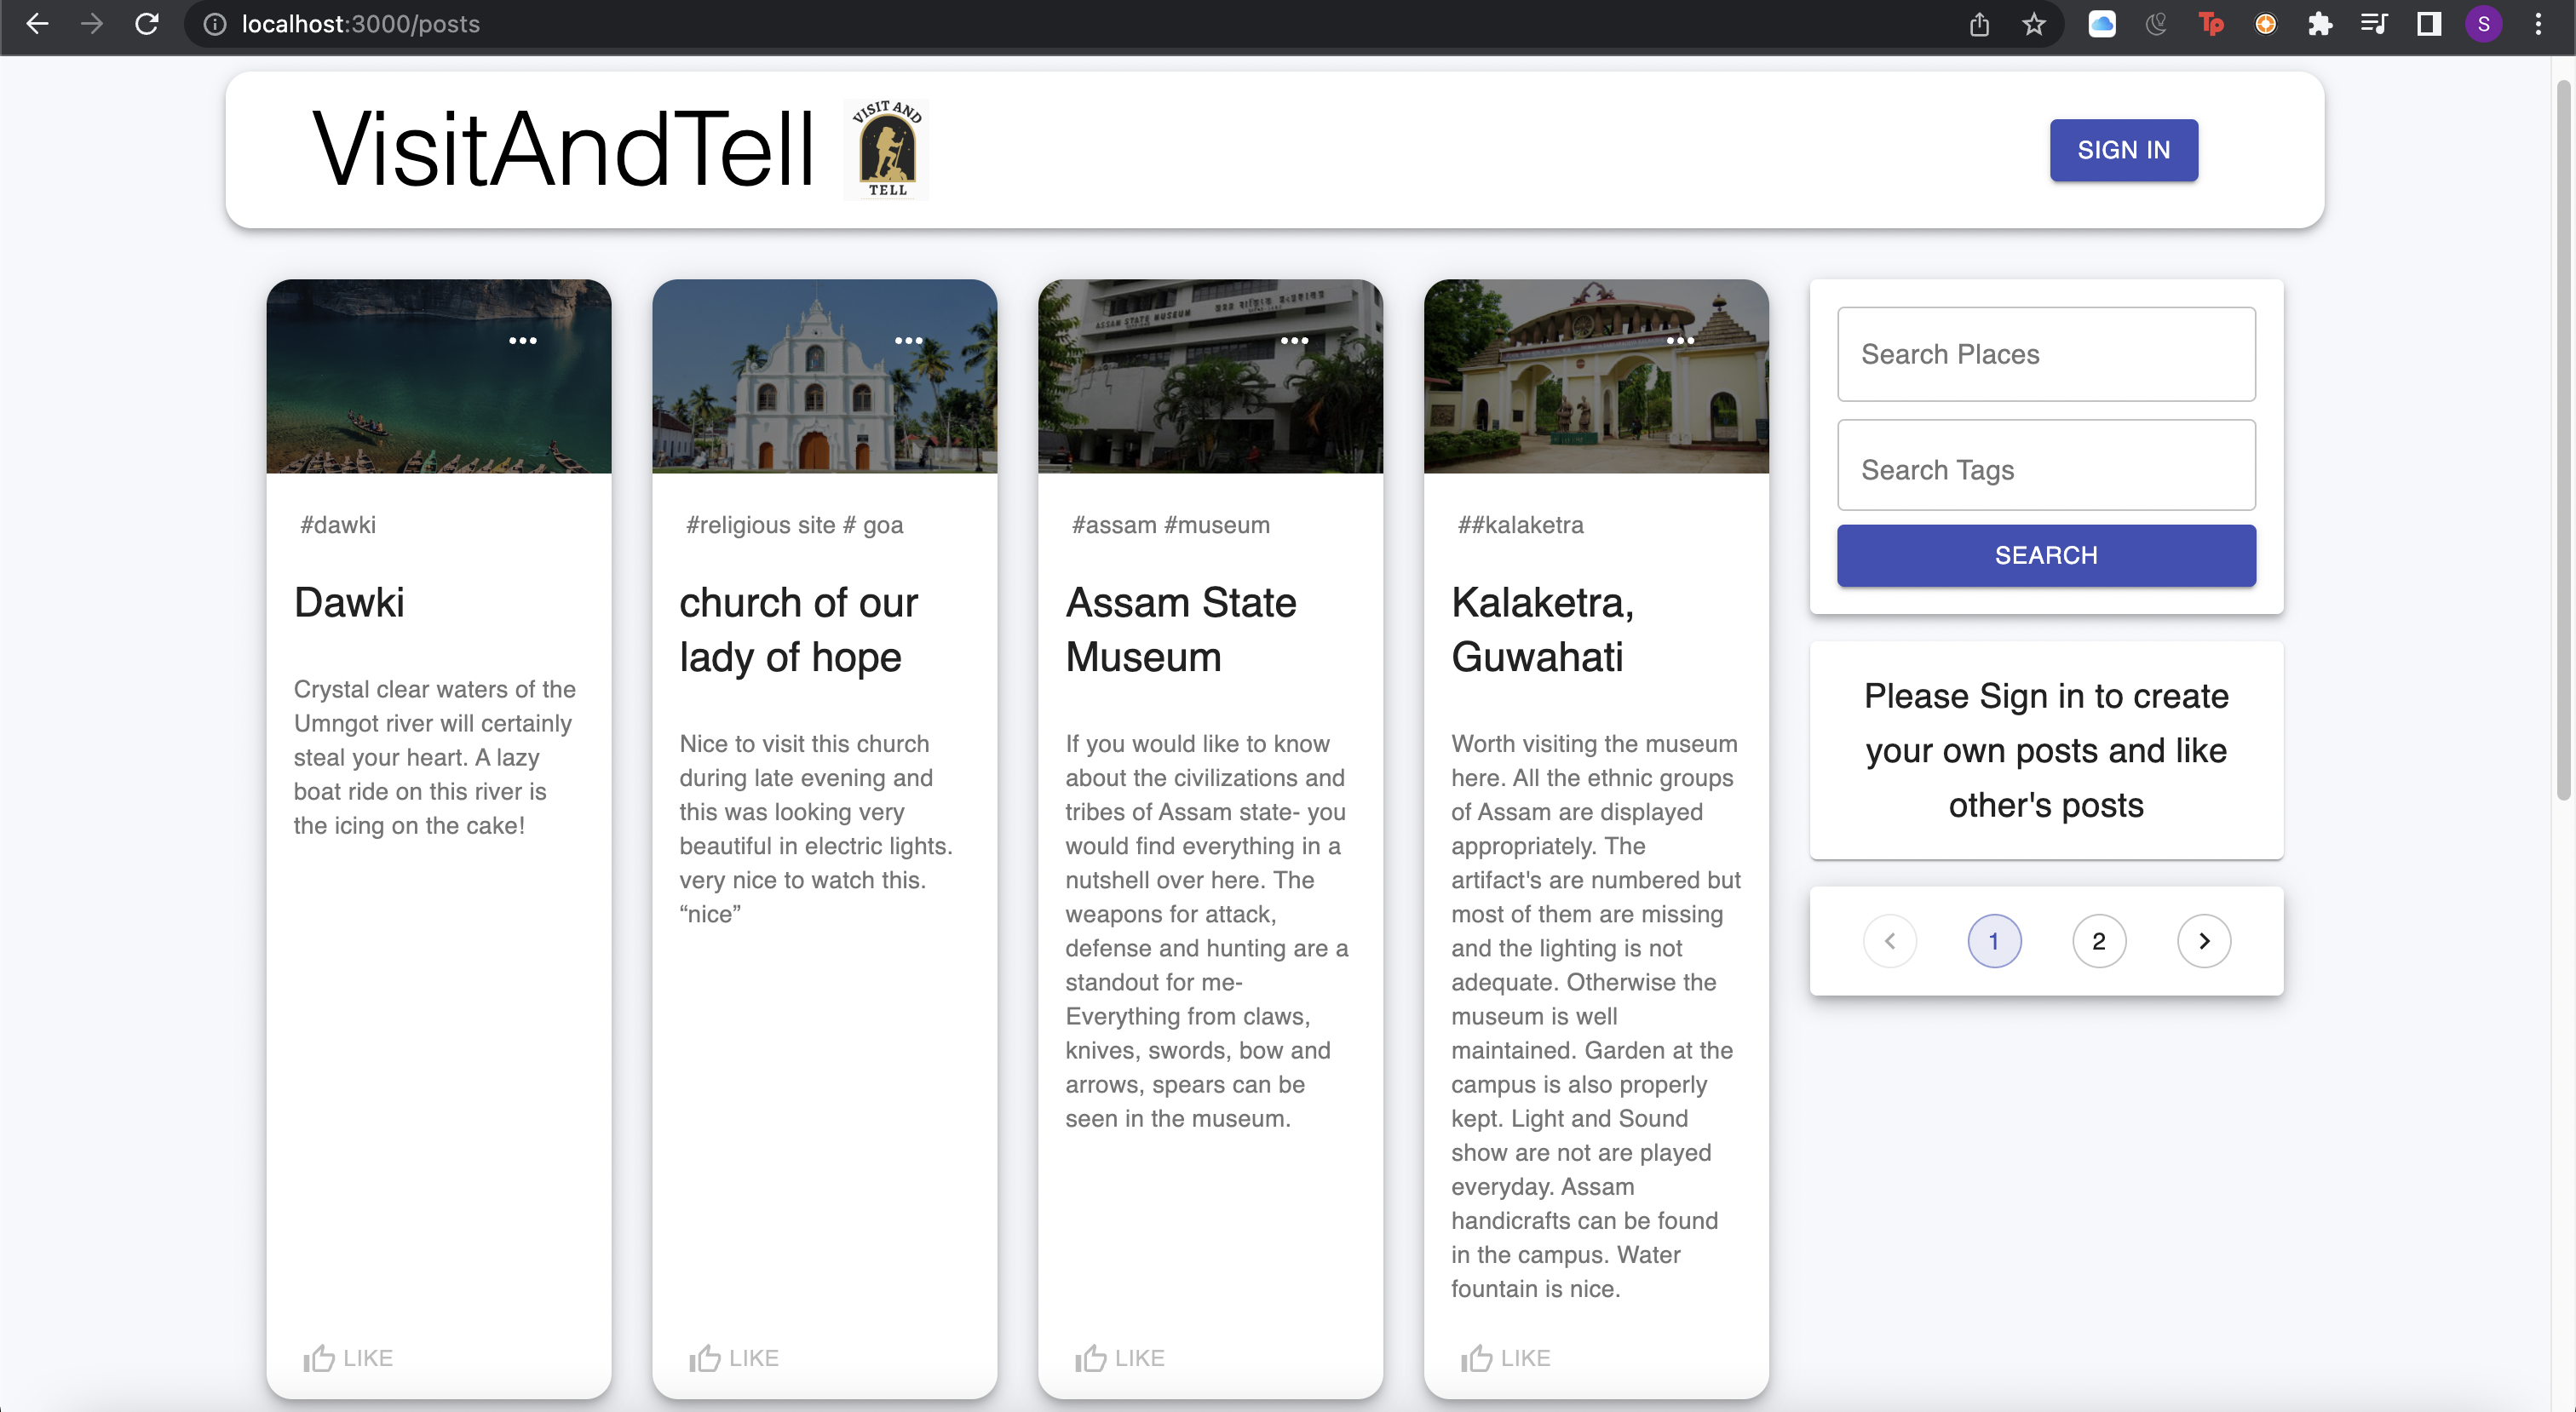 localhost:3000/posts
S
VisitAndTell
VISIT AND
TELL
SIGN IN
#dawki
Dawki
Crystal clear waters of the
Umngot river will certainly
steal your heart. A lazy
boat ride on this river is
the icing on the cake!
LIKE
#religious site # goa
church of our
lady of hope
Nice to visit this church
during late evening and
this was looking very
beautiful in electric lights.
very nice to watch this.
“nice”
LIKE
ASSAM STATE MUSEUM
#assam #museum
Assam State
Museum
If you would like to know
about the civilizations and
tribes of Assam state- you
would find everything in a
nutshell over here. The
weapons for attack,
defense and hunting are a
standout for me-
Everything from claws,
knives, swords, bow and
arrows, spears can be
seen in the museum.
LIKE
##kalaketra
Kalaketra,
Guwahati
Worth visiting the museum
here. All the ethnic groups
of Assam are displayed
appropriately. The
artifact's are numbered but
most of them are missing
and the lighting is not
adequate. Otherwise the
museum is well
maintained. Garden at the
campus is also properly
kept. Light and Sound
show are not are played
everyday. Assam
handicrafts can be found
in the campus. Water
fountain is nice.
LIKE
Search Places
Search Tags
SEARCH
Please Sign in to create
your own posts and like
other's posts
1 2